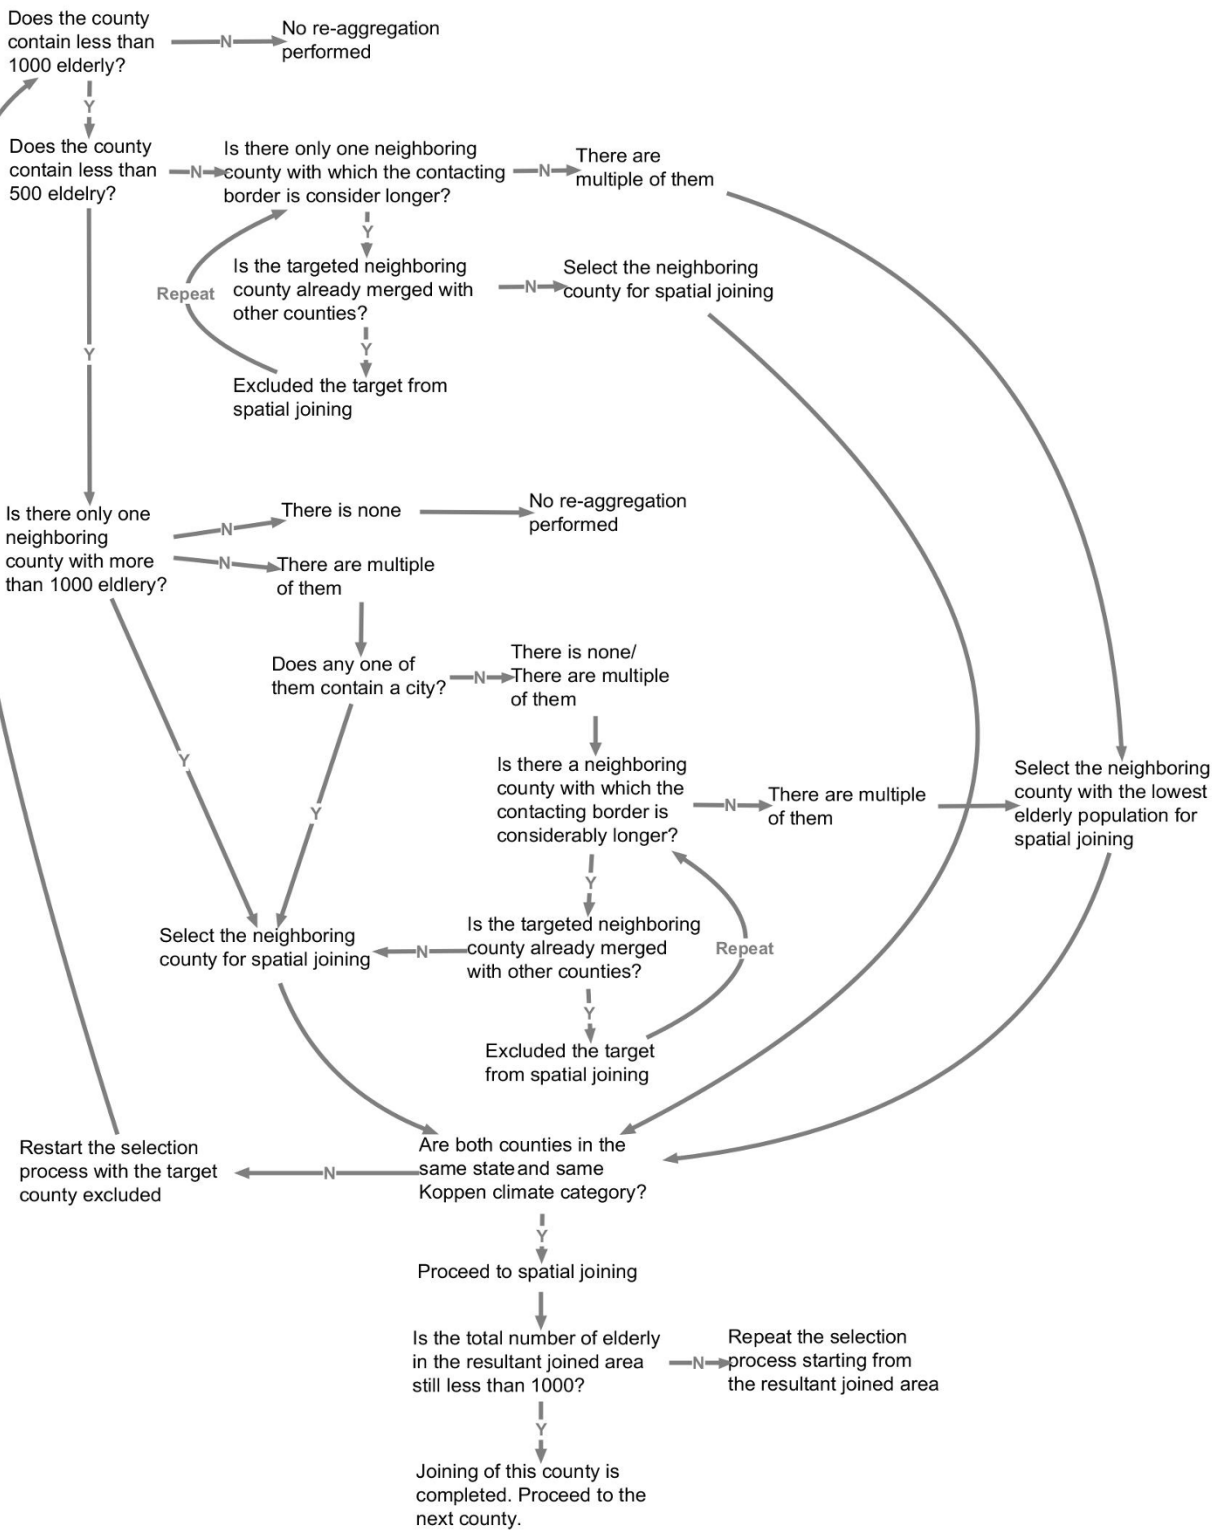 Does the county
contain less than
1000 elderly?
N
No re-aggregation
performed
Y
Does the county
contain less than
500 eldelry?
N
Is there only one neighboring
county with which the contacting
border is consider longer?
N
There are
multiple of them
Y
Is the targeted neighboring
county already merged with
other counties?
N
Select the neighboring
county for spatial joining
Repeat
Y
Excluded the target from
spatial joining
Y
Is there only one
neighboring
county with more
than 1000 eldlery?
N
There is none
No re-aggregation
performed
N
There are multiple
of them
Does any one of
them contain a city?
N
There is none/
There are multiple
of them
Y
Y
Is there a neighboring
county with which the
contacting border is
considerably longer?
N
There are multiple
of them
Select the neighboring
county with the lowest
elderly population for
spatial joining
Y
Is the targeted neighboring
county already merged
with other counties?
N
Select the neighboring
county for spatial joining
Repeat
Y
Excluded the target
from spatial joining
Are both counties in the
same state and same
Koppen climate category?
N
Restart the selection
process with the target
county excluded
Y
Proceed to spatial joining
Is the total number of elderly
in the resultant joined area
still less than 1000?
N
Repeat the selection
process starting from
the resultant joined area
Y
Joining of this county is
completed. Proceed to the
next county.